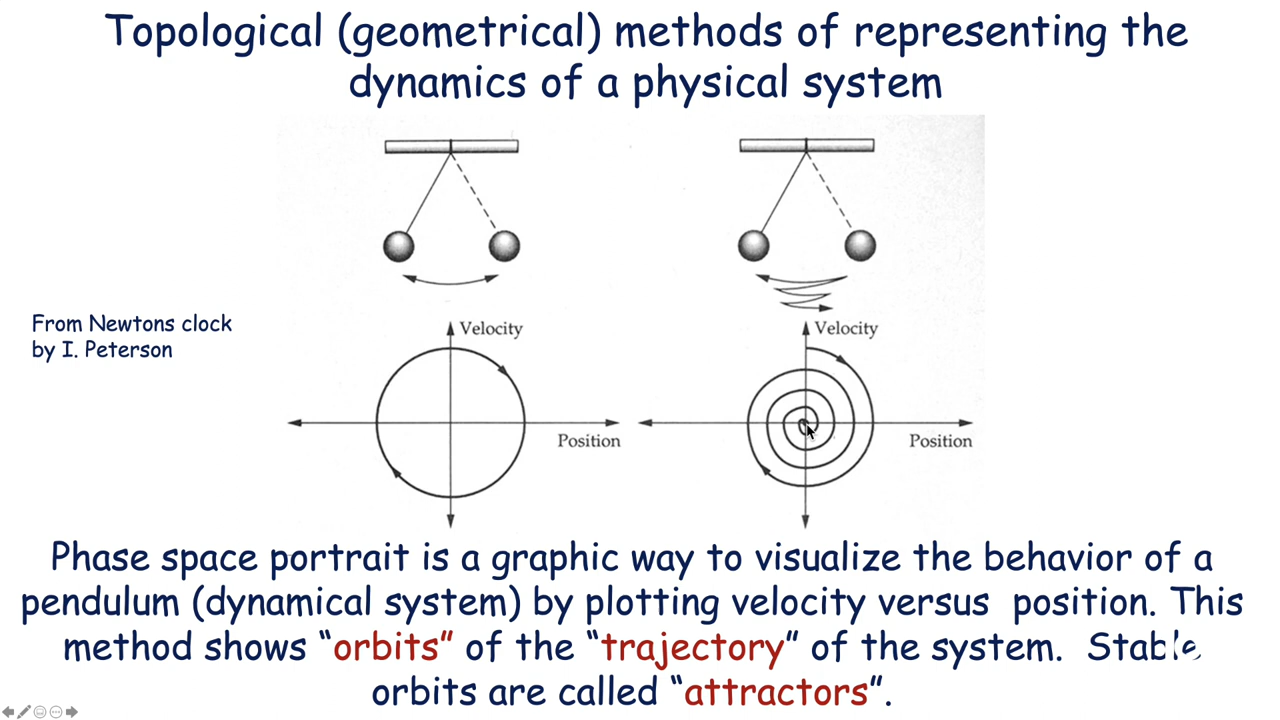 Topological (geometrical) methods of representing the
dynamics of a physical system
From Newtons clock
by I. Peterson
Velocity
Position
Velocity
Position
Phase space portrait is a graphic way to visualize the behavior of a
pendulum (dynamical system) by plotting velocity versus position. This
method shows “orbits” of the “trajectory” of the system. Stable
orbits are called “attractors”.